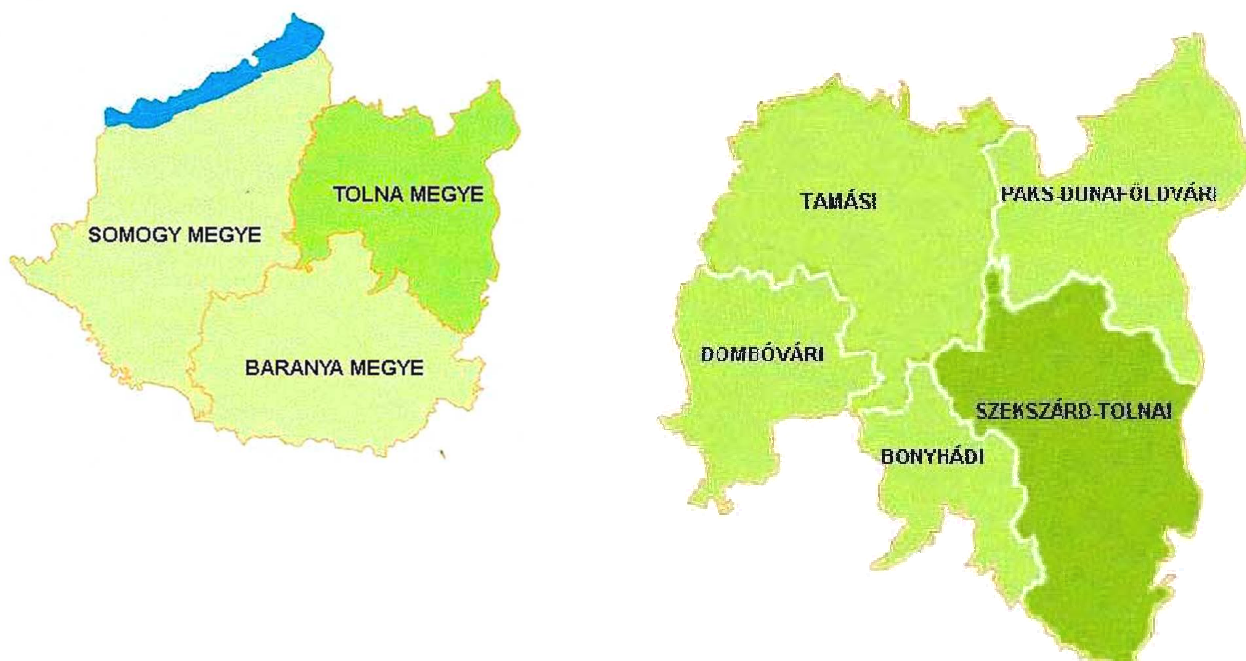 TOLNA MEGYE
SOMOGY MEGYE
BARANYA MEGYE
TAMÁSI
PAKS-DUNAFÖLDVÁRI
DOMBÓVÁRI
SZEKSZÁRD-TOLNAI
BONYHÁDI